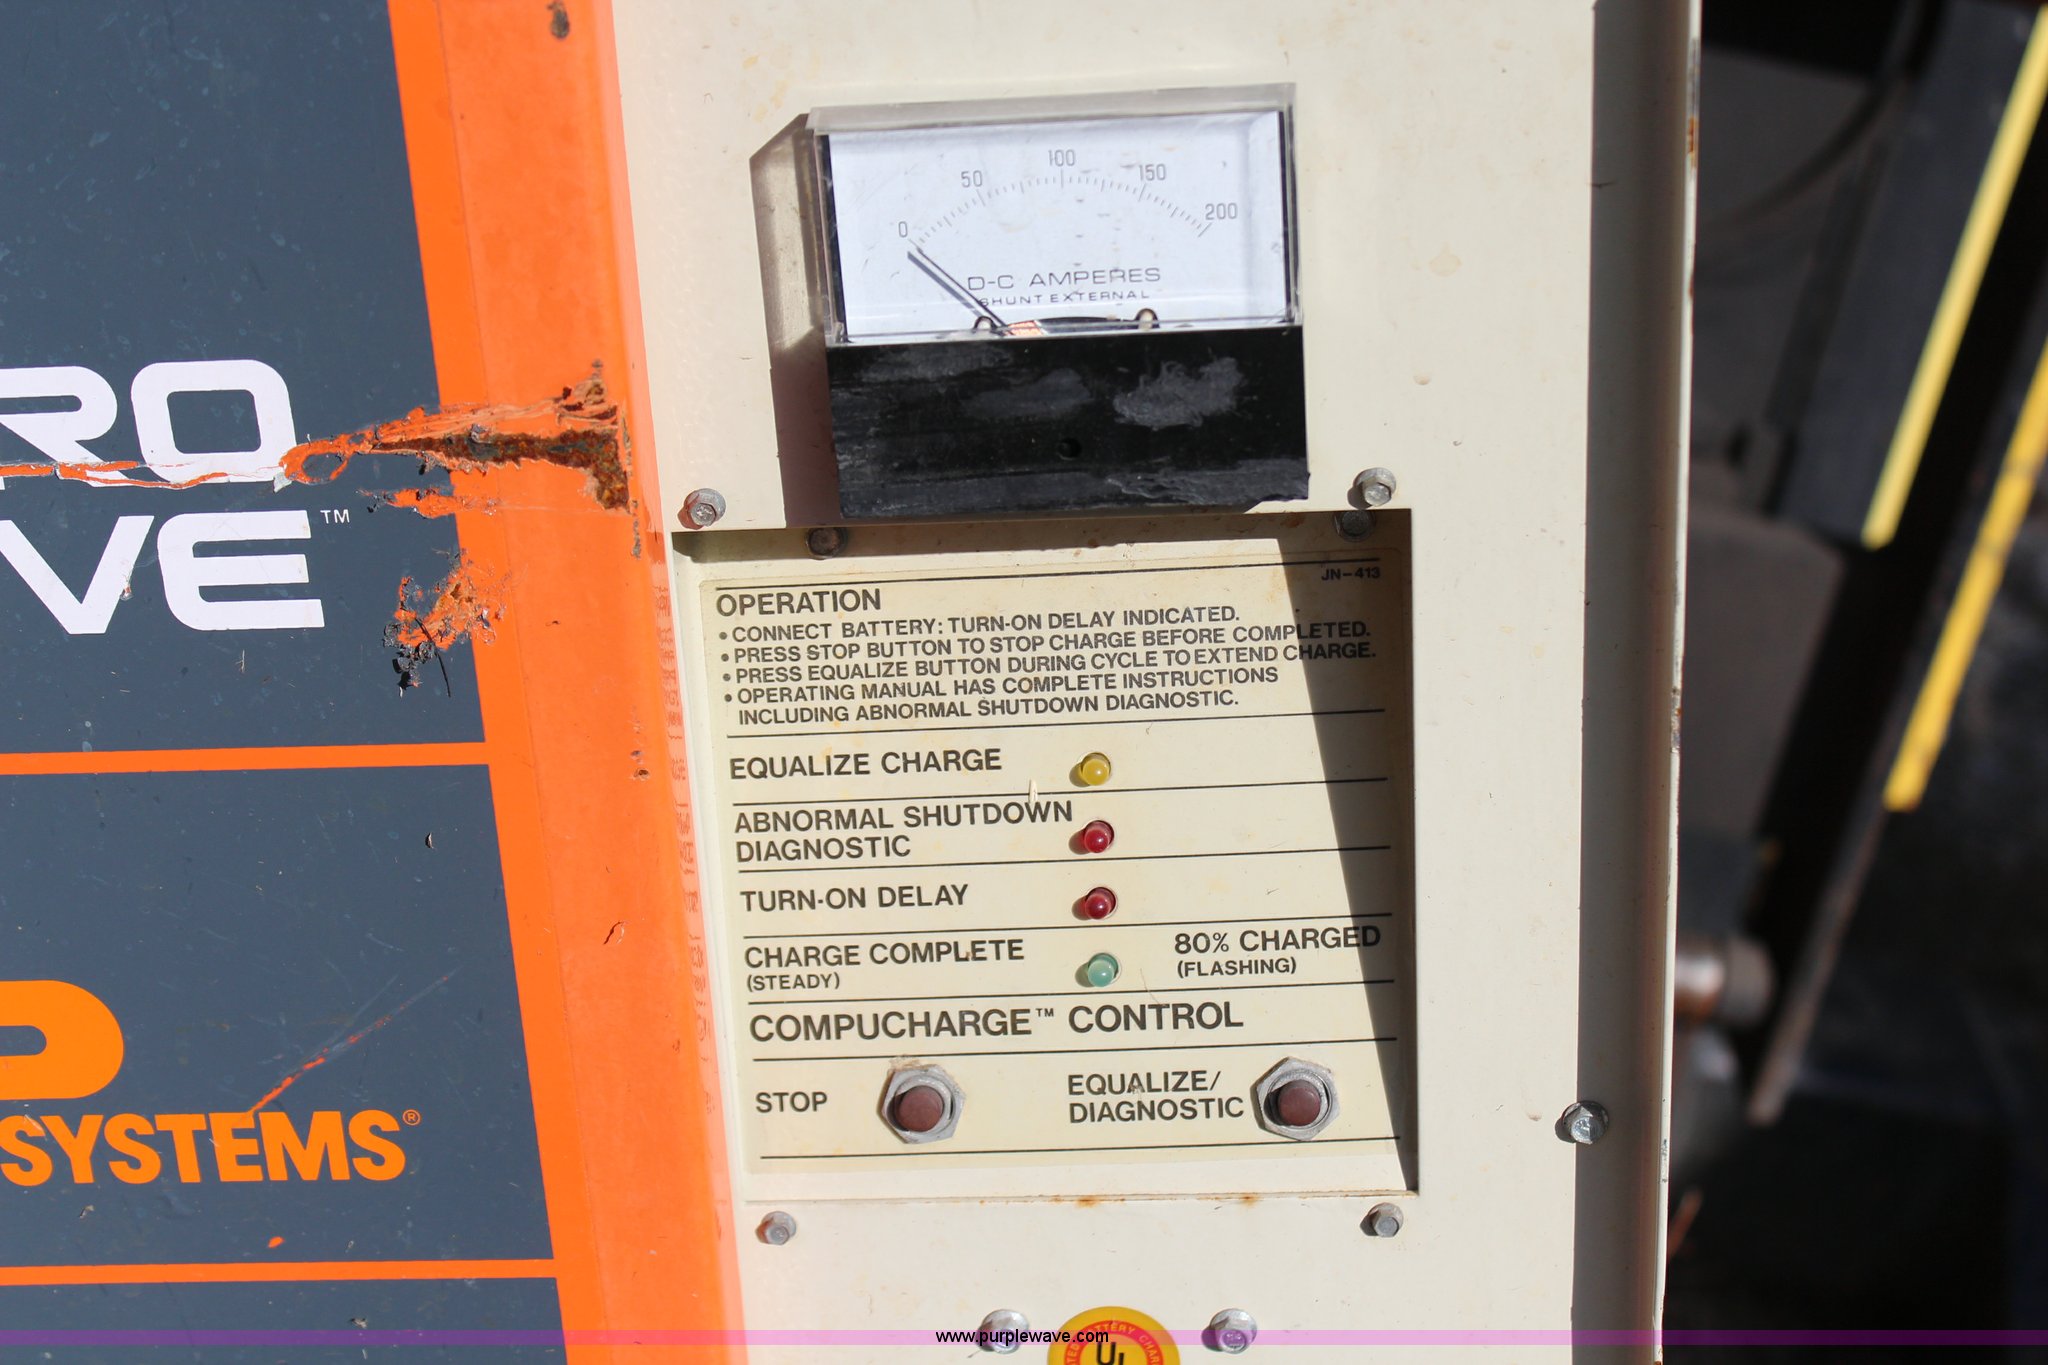 RO
VE™
SYSTEMS®
0 50 100 150 200
D-C AMPERES
SHUNT EXTERNAL
JN-413
OPERATION
• CONNECT BATTERY: TURN-ON DELAY INDICATED.
• PRESS STOP BUTTON TO STOP CHARGE BEFORE COMPLETED.
• PRESS EQUALIZE BUTTON DURING CYCLE TO EXTEND CHARGE.
• OPERATING MANUAL HAS COMPLETE INSTRUCTIONS
INCLUDING ABNORMAL SHUTDOWN DIAGNOSTIC.
EQUALIZE CHARGE
ABNORMAL SHUTDOWN
DIAGNOSTIC
TURN-ON DELAY
CHARGE COMPLETE
(STEADY)
80% CHARGED
(FLASHING)
COMPUCHARGE™ CONTROL
STOP
EQUALIZE/
DIAGNOSTIC
BATTERY
UL
www.purplewave.com